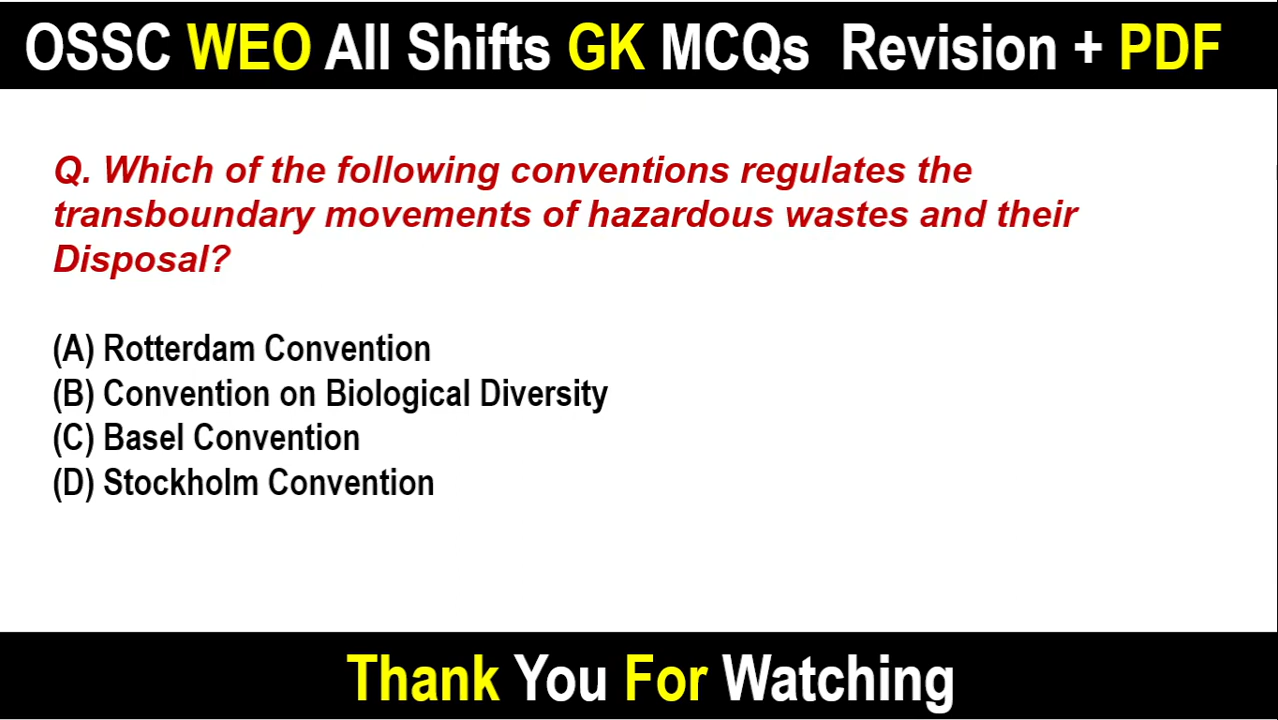 OSSC WEO All Shifts GK MCQs Revision + PDF
Q. Which of the following conventions regulates the
transboundary movements of hazardous wastes and their
Disposal?
(A) Rotterdam Convention
(B) Convention on Biological Diversity
(C) Basel Convention
(D) Stockholm Convention
Thank You For Watching